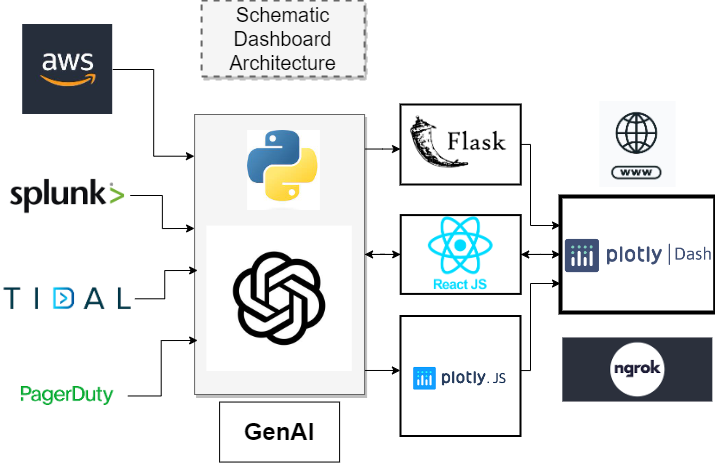 Schematic
Dashboard
Architecture
aws
splunk>
TIDAL
PagerDuty
GenAI
Flask
React JS
plotly.JS
www
plotly | Dash
ngrok